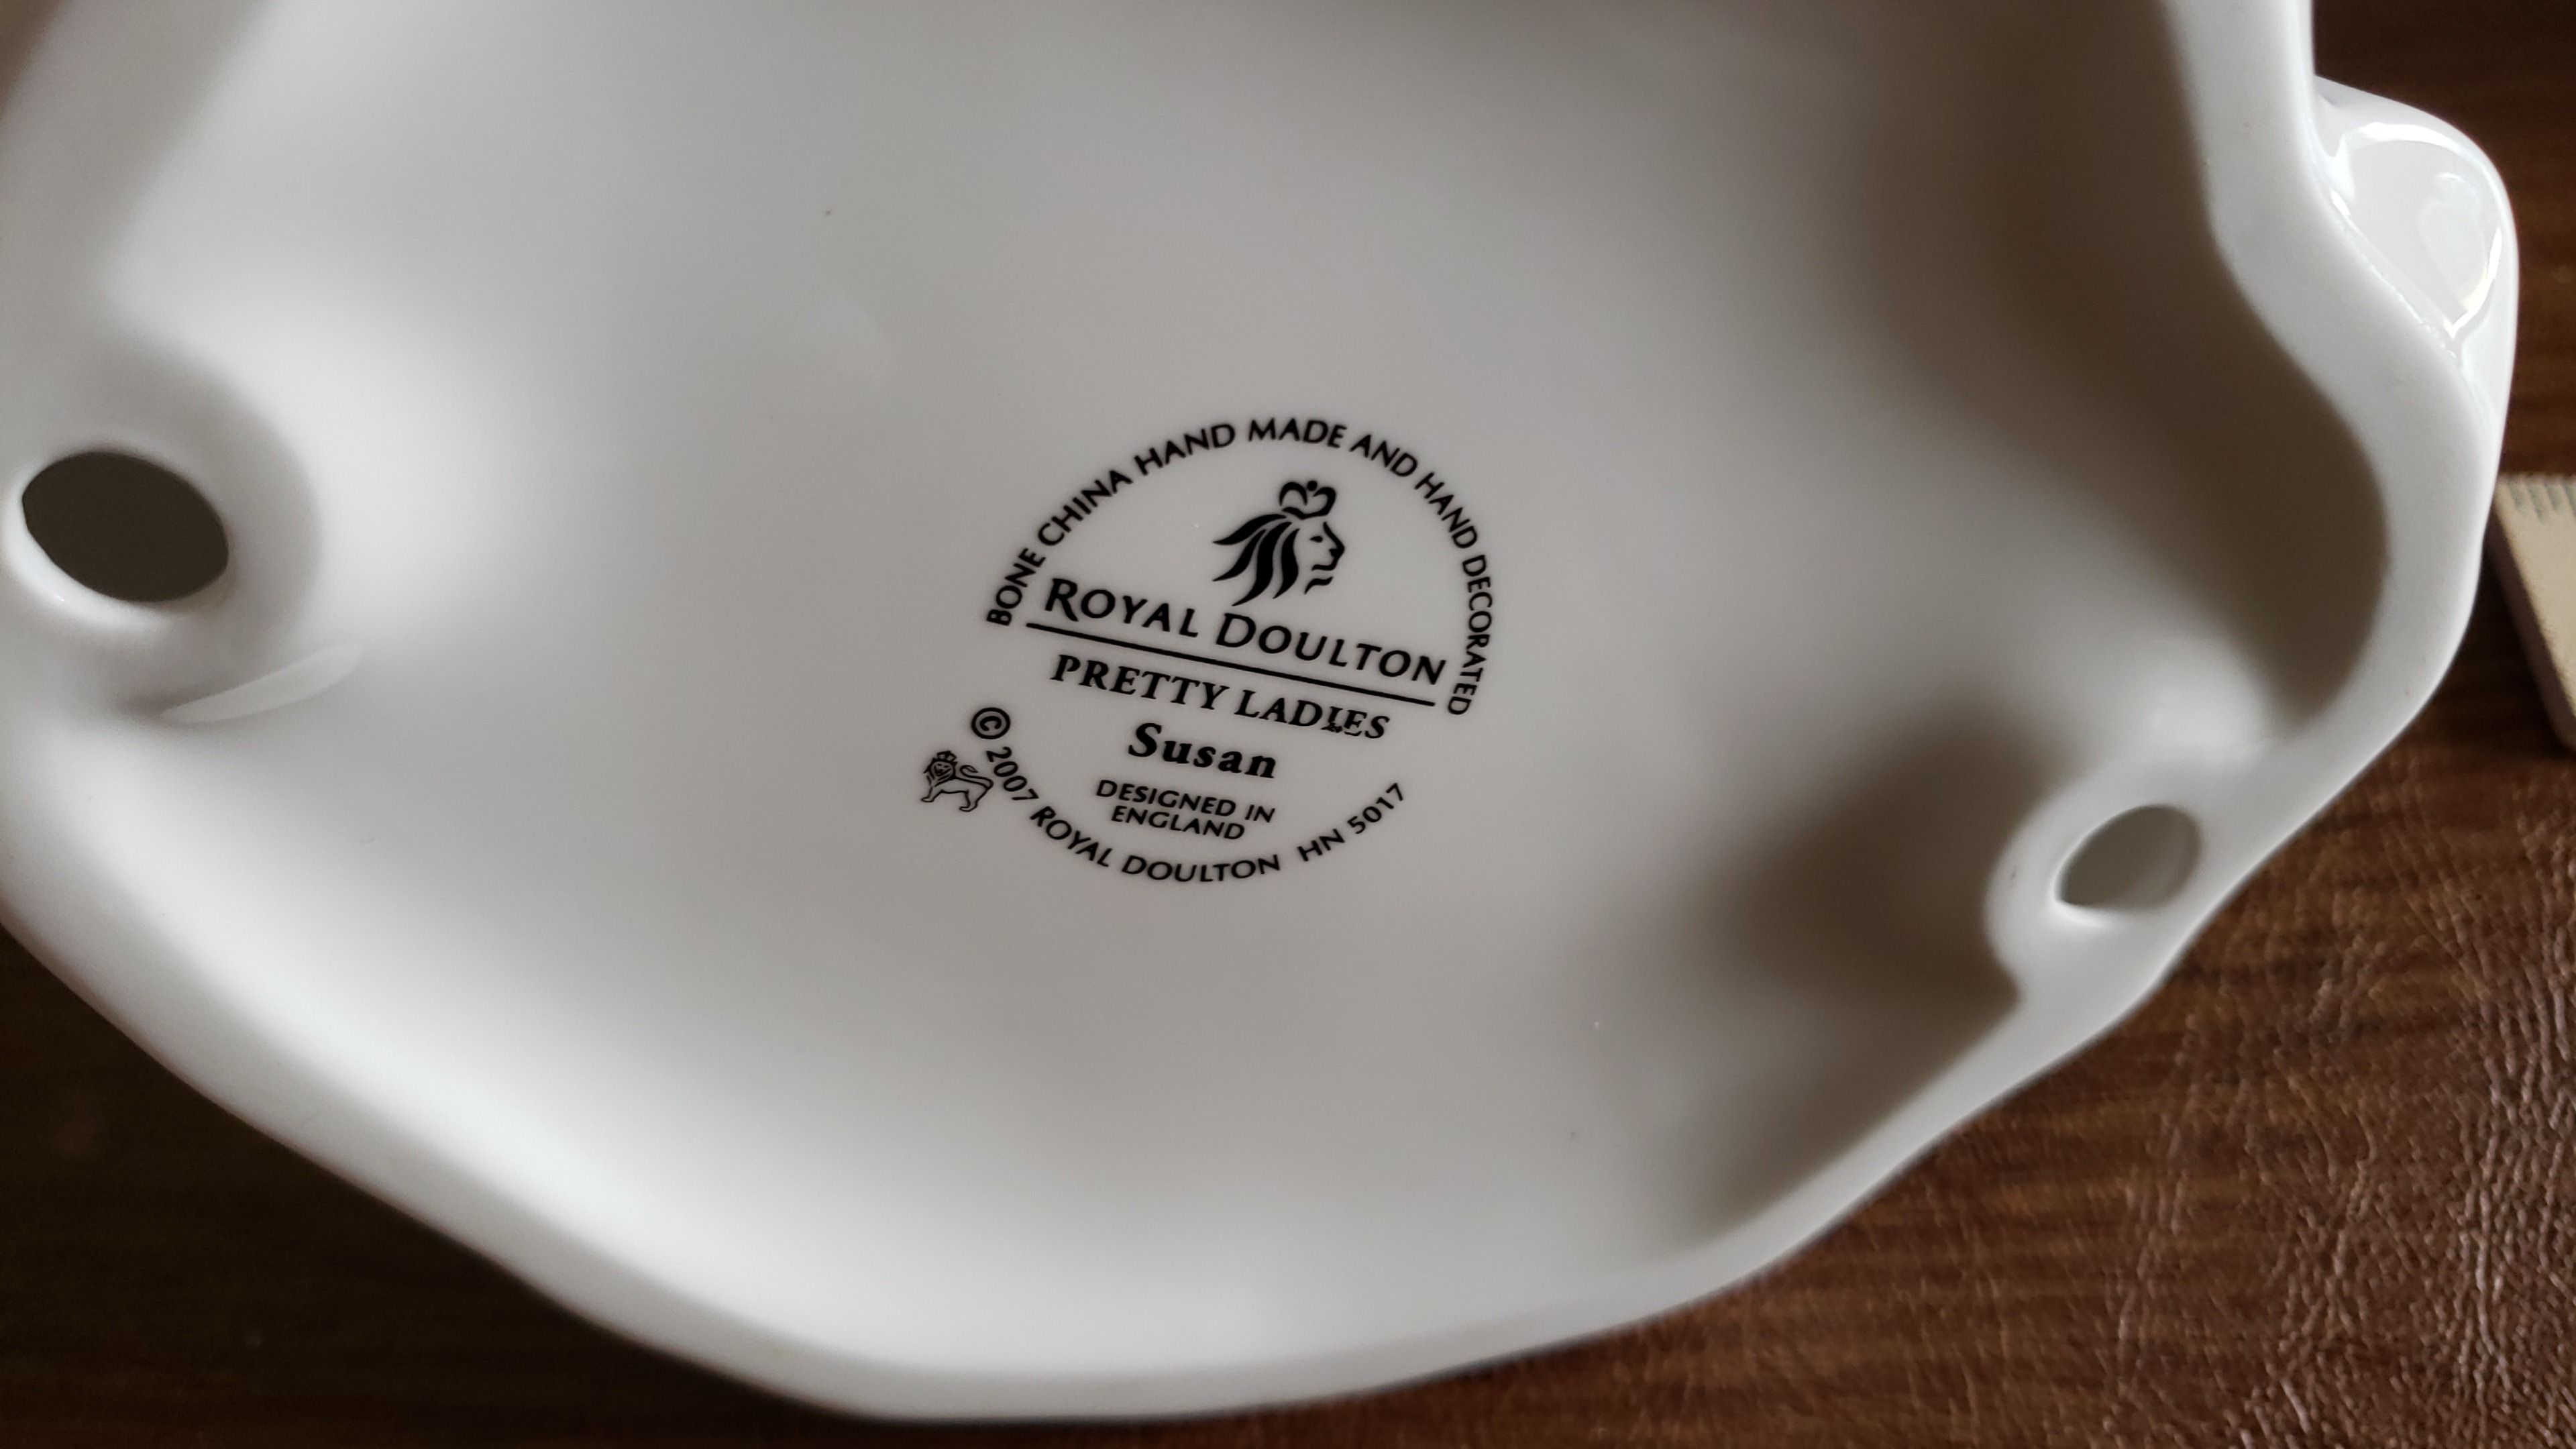 BONE CHINA HAND MADE AND HAND DECORATED
ROYAL DOULTON
PRETTY LADIES
Susan
DESIGNED IN
ENGLAND
© 2007 ROYAL DOULTON HN 5017